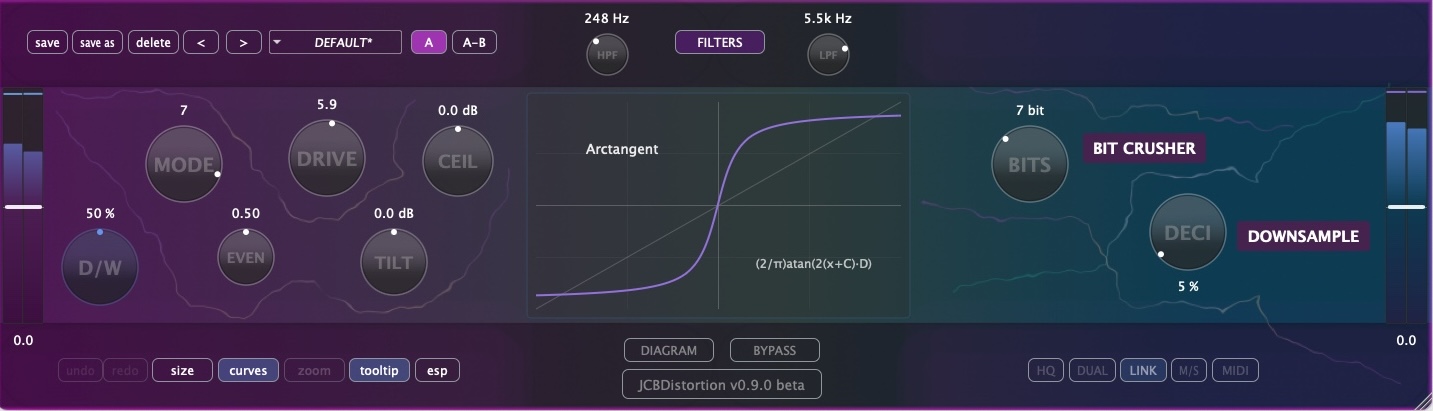 248 Hz
5.5k Hz
save
save as
delete
<
>
DEFAULT*
A
A-B
HPF
FILTERS
LPF
7
5.9
0.0 dB
MODE
DRIVE
CEIL
50 %
0.50
0.0 dB
D/W
EVEN
TILT
Arctangent
(2/π)atan(2(x+C)·D)
7 bit
BITS
BIT CRUSHER
DECI
DOWNSAMPLE
5 %
0.0
0.0
undo
redo
size
curves
zoom
tooltip
esp
DIAGRAM
BYPASS
JCBDistortion v0.9.0 beta
HQ
DUAL
LINK
M/S
MIDI